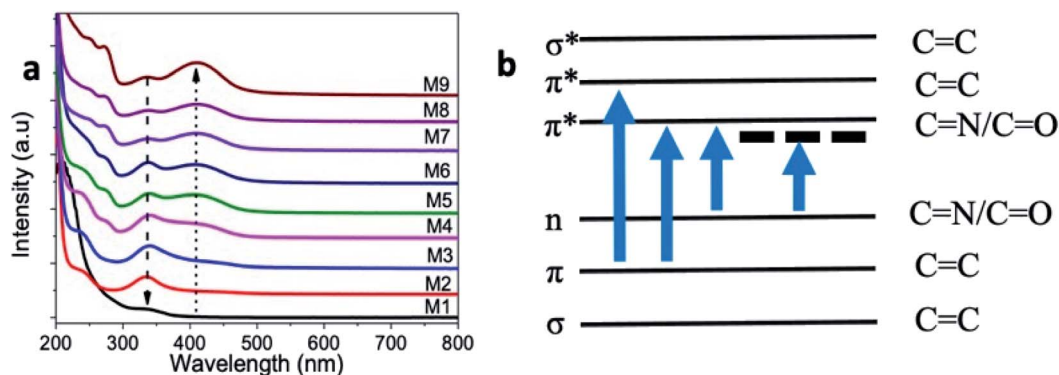 a
Intensity (a.u)
M9
M8
M7
M6
M5
M4
M3
M2
M1
200 300 400 500 600 700 800
Wavelength (nm)
b
σ* C=C
π* C=C
π* C=N/C=O
n C=N/C=O
π C=C
σ C=C